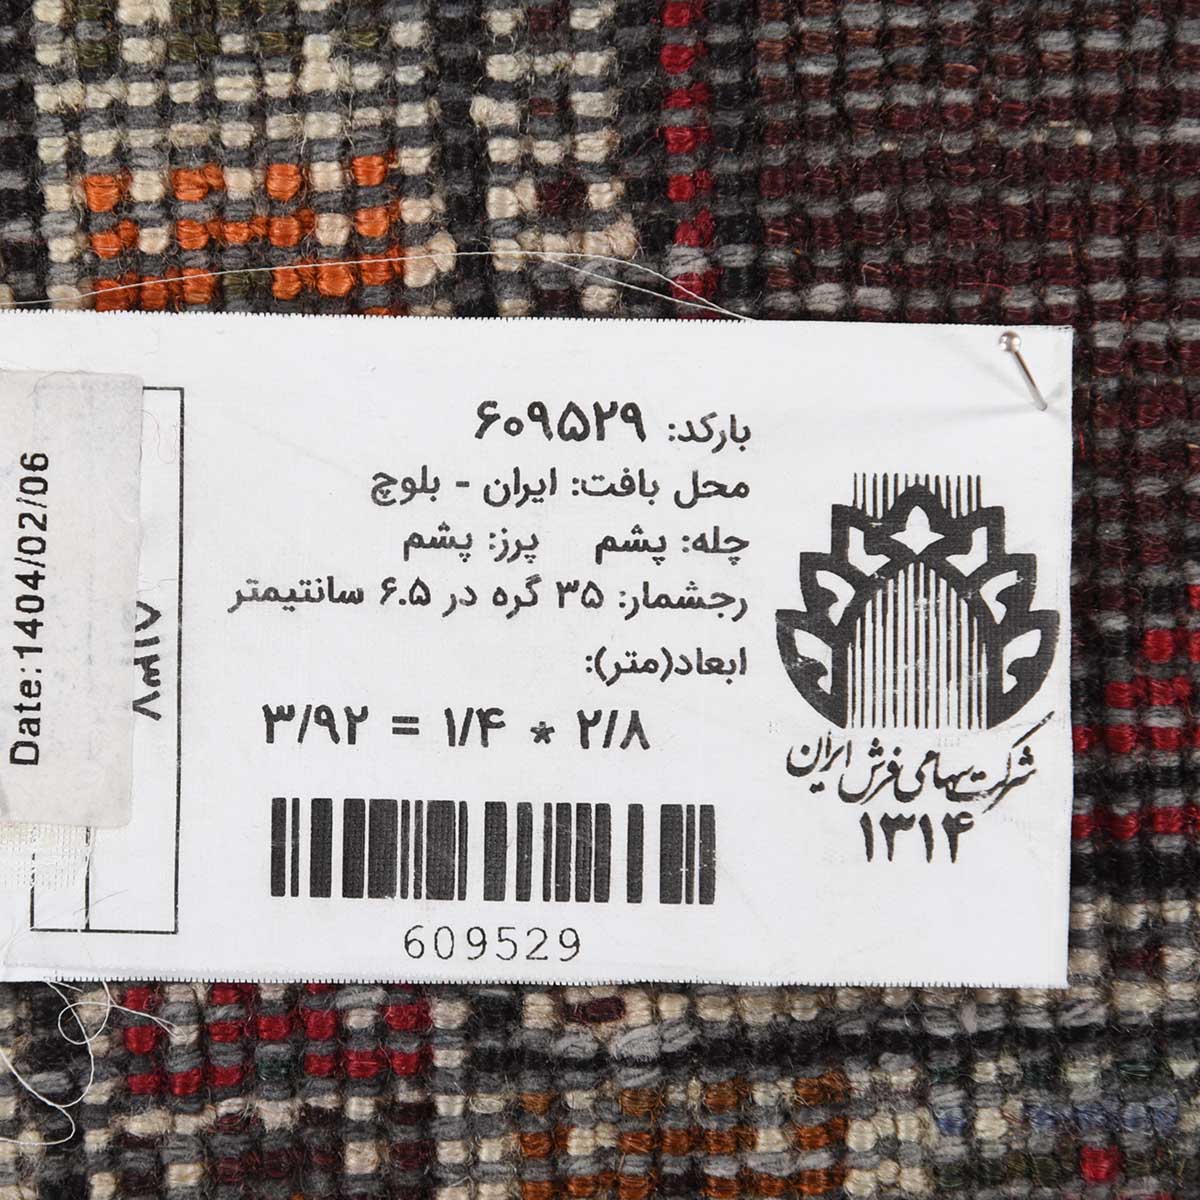 بارکد: ۶۰۹۵۲۹
محل بافت: ایران - بلوچ
چله: پشم پرز: پشم
رجشمار: ۳۵ گره در ۶.۵ سانتیمتر
ابعاد(متر):
۲/۸ * ۱/۴ = ۳/۹۲
609529
شرکت سهامی فرش ایران
۱۳۱۴
Date:1404/02/06